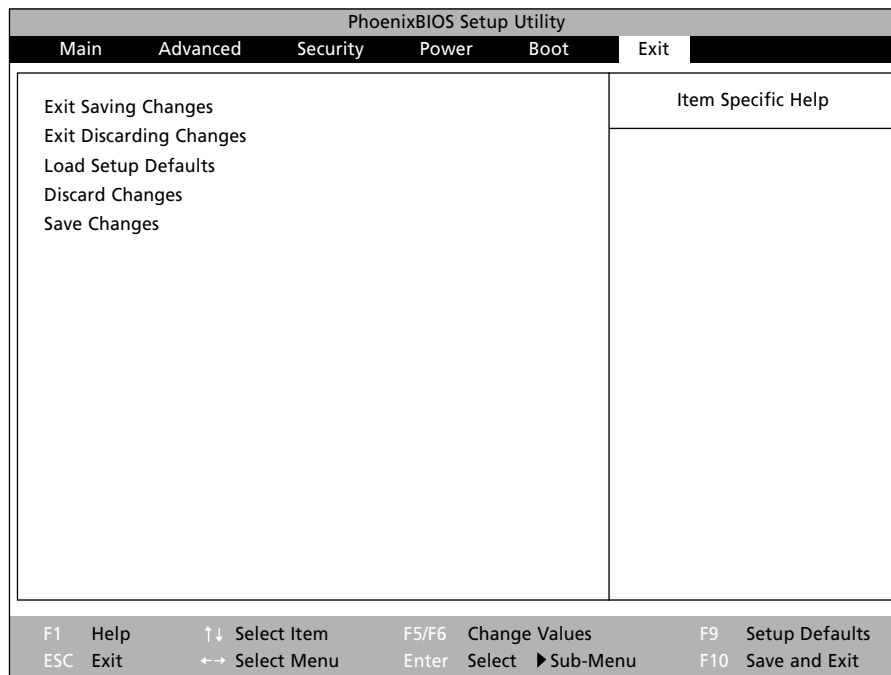 PhoenixBIOS Setup Utility
Main Advanced Security Power Boot Exit
Exit Saving Changes
Exit Discarding Changes
Load Setup Defaults
Discard Changes
Save Changes
Item Specific Help
F1 Help ↑↓ Select Item F5/F6 Change Values F9 Setup Defaults
ESC Exit ←→ Select Menu Enter Select ▶Sub-Menu F10 Save and Exit